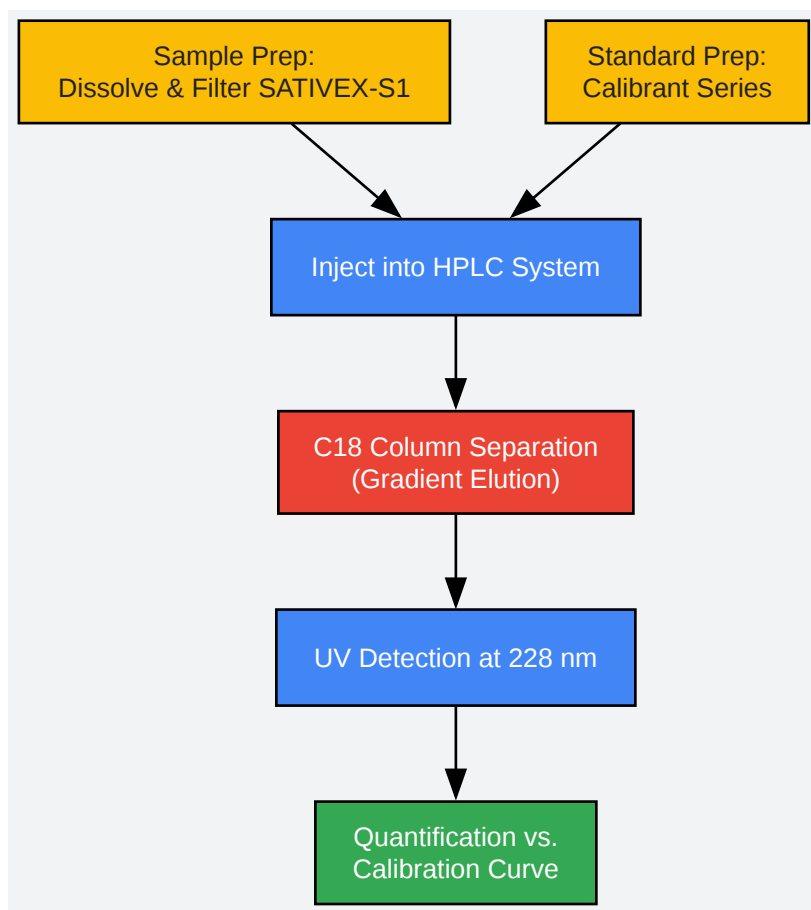 Sample Prep:
Dissolve & Filter SATIVEX-S1
Standard Prep:
Calibrant Series
Inject into HPLC System
C18 Column Separation
(Gradient Elution)
UV Detection at 228 nm
Quantification vs.
Calibration Curve